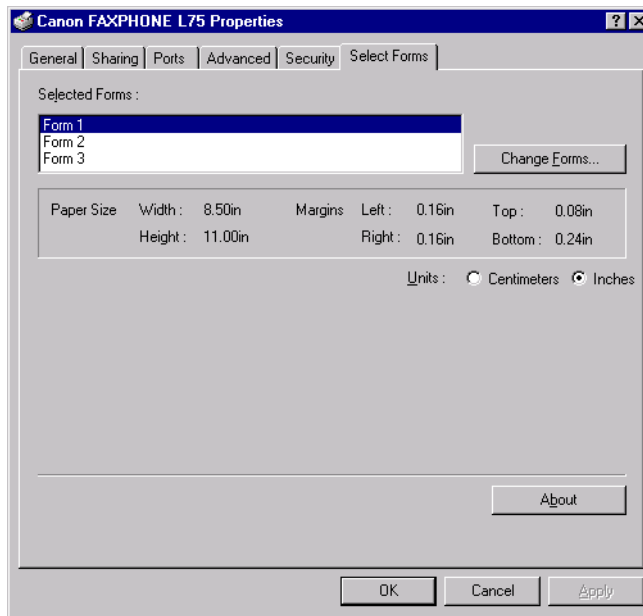 Canon FAXPHONE L75 Properties
General Sharing Ports Advanced Security Select Forms
Selected Forms :
Form 1
Form 2
Form 3
Change Forms...
Paper Size Width : 8.50in Margins Left : 0.16in Top : 0.08in
Height : 11.00in Right : 0.16in Bottom : 0.24in
Units : Centimeters Inches
About
OK Cancel Apply